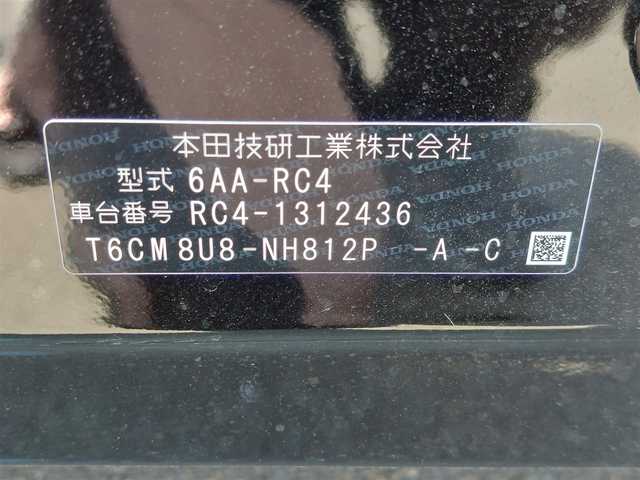 本田技研工業株式会社
型式 6AA-RC4
車台番号 RC4-1312436
T6CM8U8-NH812P -A -C